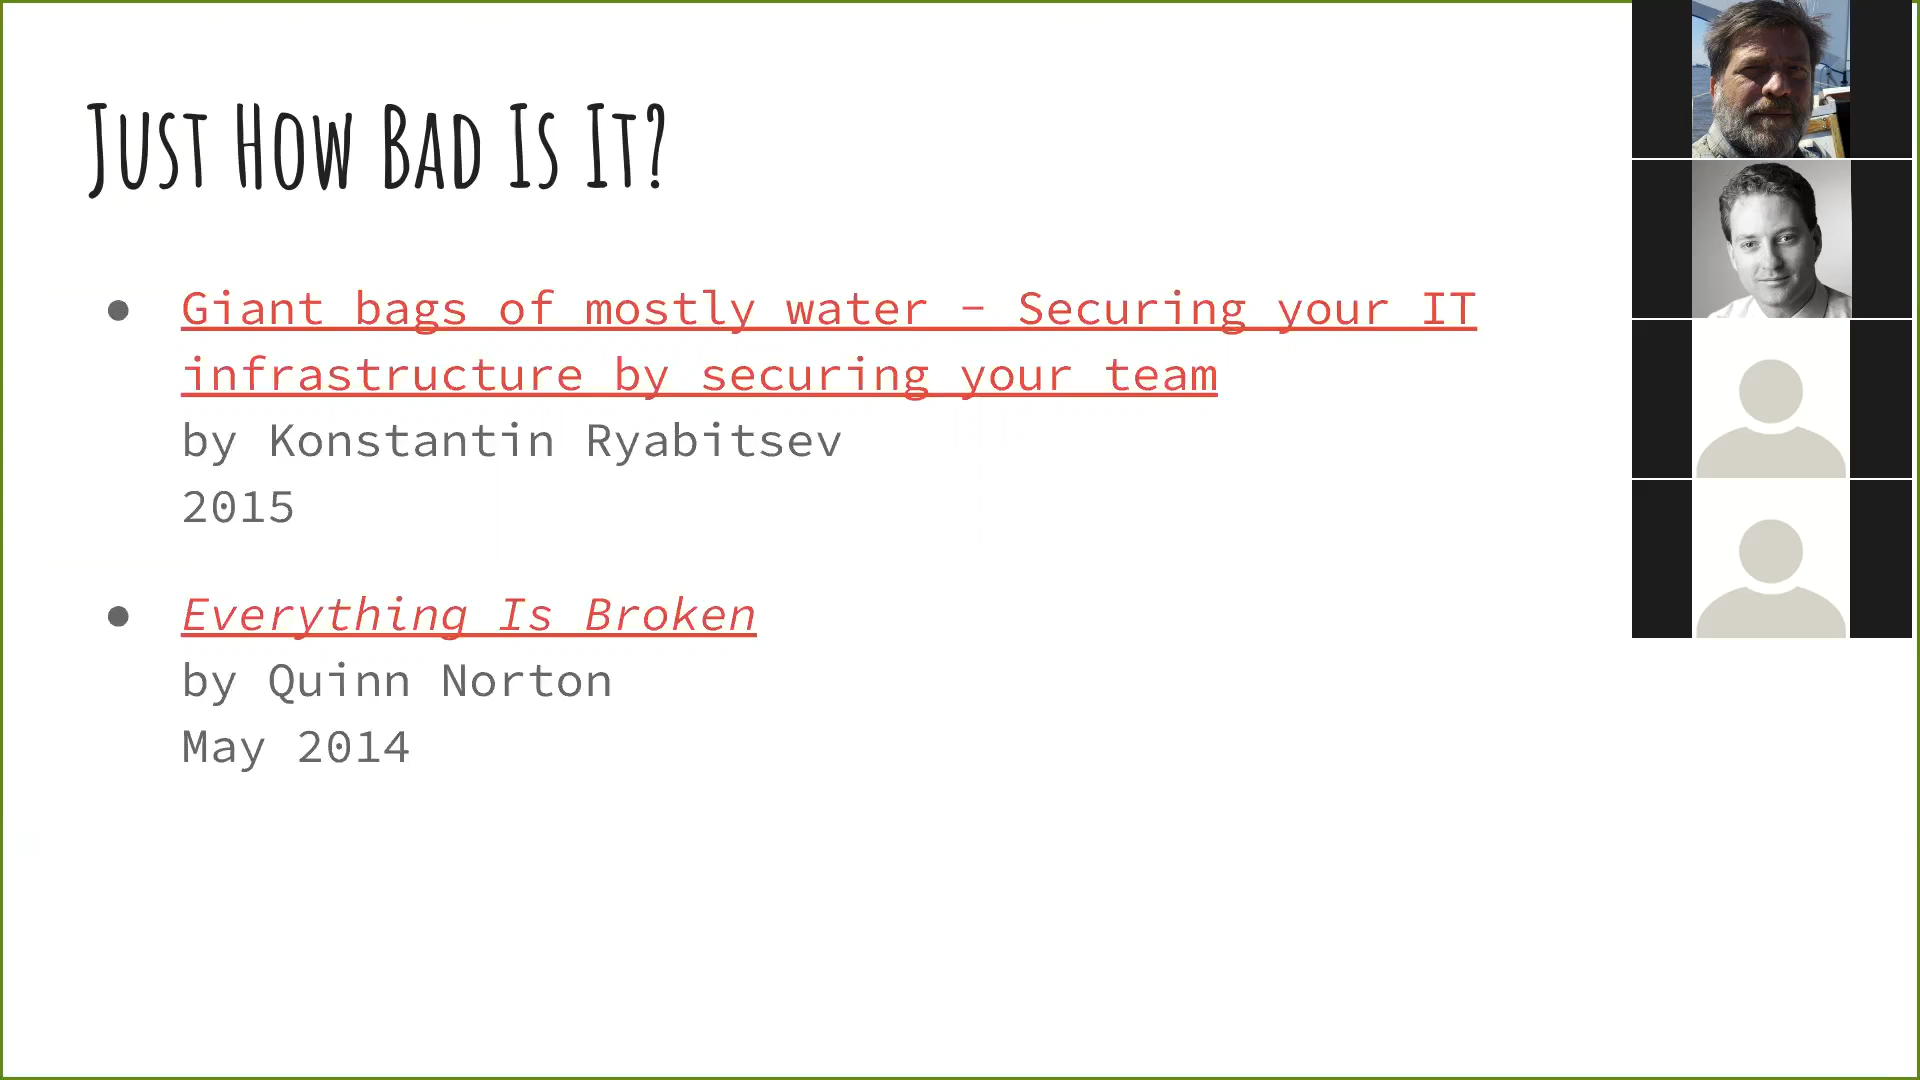 Just How Bad Is It?
● Giant bags of mostly water – Securing your IT
infrastructure by securing your team
by Konstantin Ryabitsev
2015
● Everything Is Broken
by Quinn Norton
May 2014